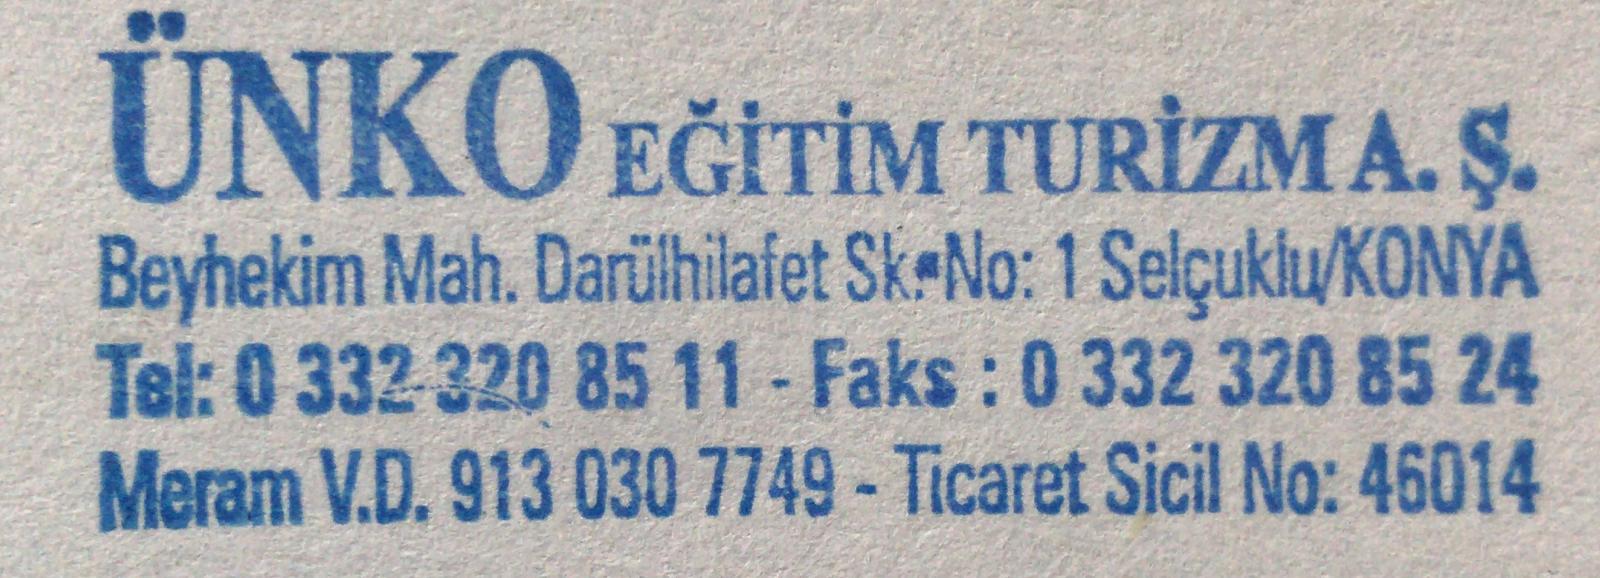 ÜNKO EĞİTİM TURİZM A. Ş.
Beyhekim Mah. Darülhilafet Sk. No: 1 Selçuklu/KONYA
Tel: 0 332 320 85 11 - Faks : 0 332 320 85 24
Meram V.D. 913 030 7749 - Ticaret Sicil No: 46014